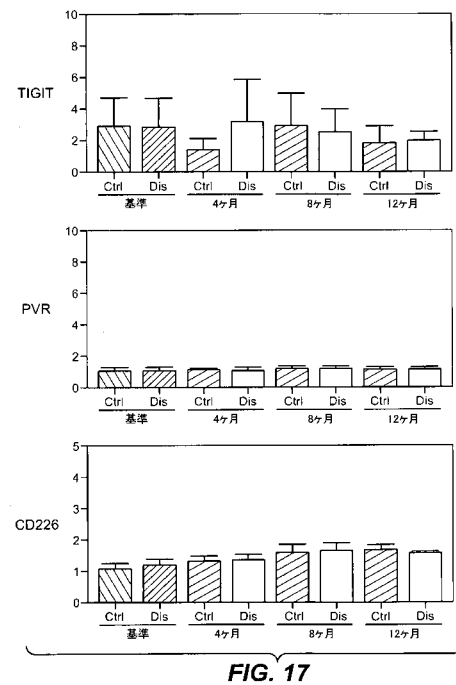 10
8
6
4
2
0
TIGIT
Ctrl Dis Ctrl Dis Ctrl Dis Ctrl Dis
基準 4ヶ月 8ヶ月 12ヶ月
10
8
6
4
2
0
PVR
Ctrl Dis Ctrl Dis Ctrl Dis Ctrl Dis
基準 4ヶ月 8ヶ月 12ヶ月
5
4
3
2
1
0
CD226
Ctrl Dis Ctrl Dis Ctrl Dis Ctrl Dis
基準 4ヶ月 8ヶ月 12ヶ月
FIG. 17